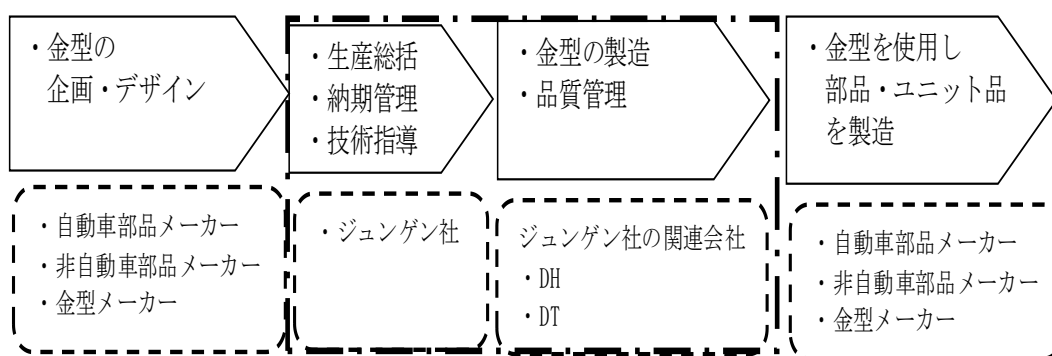 ・金型の
企画・デザイン
・生産総括
・納期管理
・技術指導
・金型の製造
・品質管理
・金型を使用し
部品・ユニット品
を製造
・自動車部品メーカー
・非自動車部品メーカー
・金型メーカー
・ジュンゲン社
ジュンゲン社の関連会社
・DH
・DT
・自動車部品メーカー
・非自動車部品メーカー
・金型メーカー